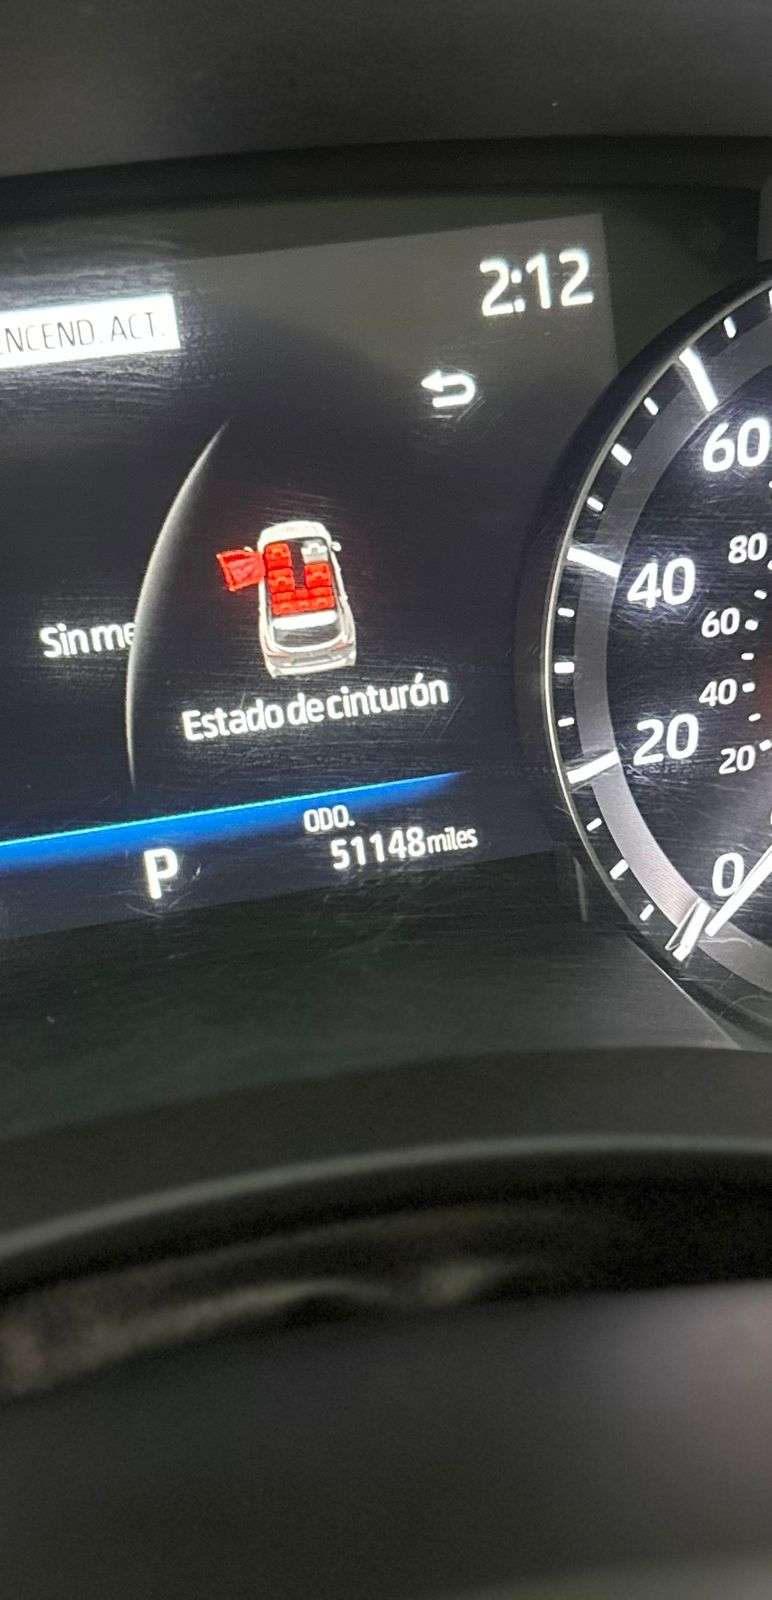 2:12
ENCEND. ACT.
60
80
40
60
Sin me
40
Estado de cinturón
20
20
ODO.
51148 miles
P
0